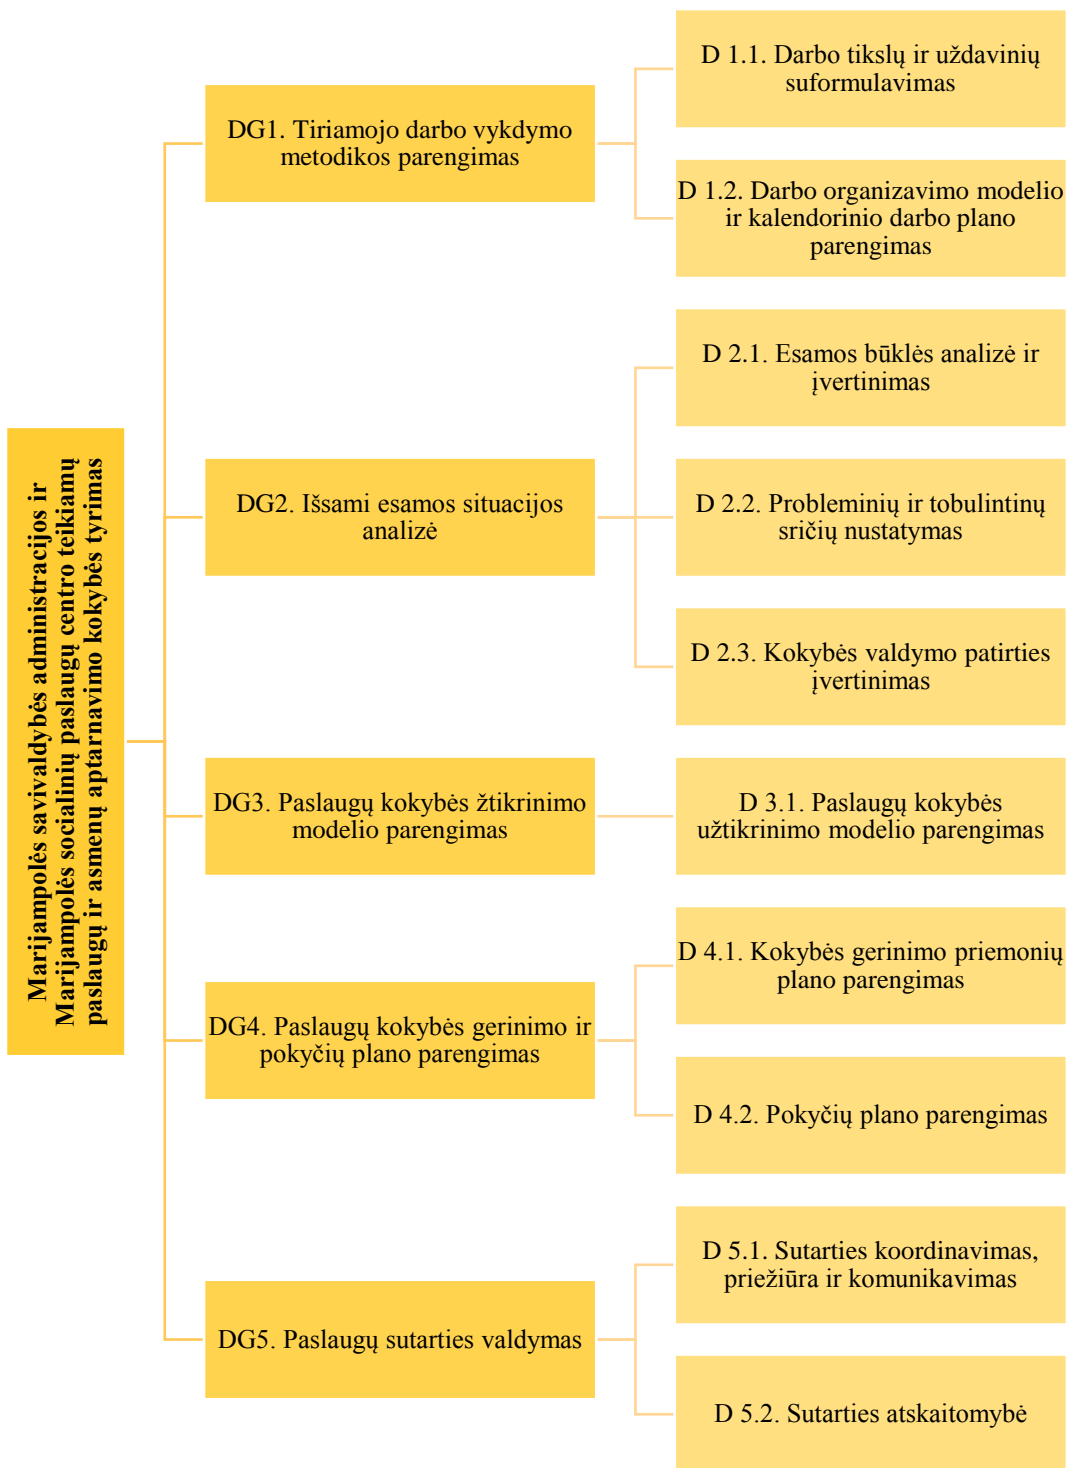 Marijampolės savivaldybės administracijos ir
Marijampolės socialinių paslaugų centro teikiamų
paslaugų ir asmenų aptarnavimo kokybės tyrimas
DG1. Tiriamojo darbo vykdymo
metodikos parengimas
D 1.1. Darbo tikslų ir uždavinių
suformulavimas
D 1.2. Darbo organizavimo modelio
ir kalendorinio darbo plano
parengimas
DG2. Išsami esamos situacijos
analizė
D 2.1. Esamos būklės analizė ir
įvertinimas
D 2.2. Probleminių ir tobulintinų
sričių nustatymas
D 2.3. Kokybės valdymo patirties
įvertinimas
DG3. Paslaugų kokybės žtikrinimo
modelio parengimas
D 3.1. Paslaugų kokybės
užtikrinimo modelio parengimas
DG4. Paslaugų kokybės gerinimo ir
pokyčių plano parengimas
D 4.1. Kokybės gerinimo priemonių
plano parengimas
D 4.2. Pokyčių plano parengimas
DG5. Paslaugų sutarties valdymas
D 5.1. Sutarties koordinavimas,
priežiūra ir komunikavimas
D 5.2. Sutarties atskaitomybė